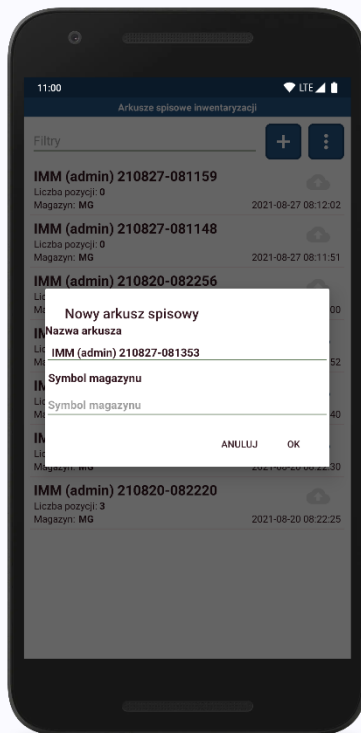 11:00 LTE
Arkusze spisowe inwentaryzacji
Filtry
IMM (admin) 210827-081159
Liczba pozycji: 0
Magazyn: MG 2021-08-27 08:12:02
IMM (admin) 210827-081148
Liczba pozycji: 0
Magazyn: MG 2021-08-27 08:11:51
IMM (admin) 210820-082256
00
Nowy arkusz spisowy
Nazwa arkusza
IMM (admin) 210827-081353
52
Symbol magazynu
Symbol magazynu
40
ANULUJ OK
IMM (admin) 210820-082220
Liczba pozycji: 3
Magazyn: MG 2021-08-20 08:22:25